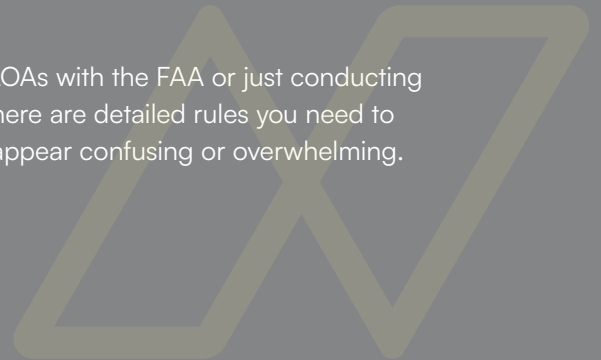 OAs with the FAA or just conducting
here are detailed rules you need to
appear confusing or overwhelming.